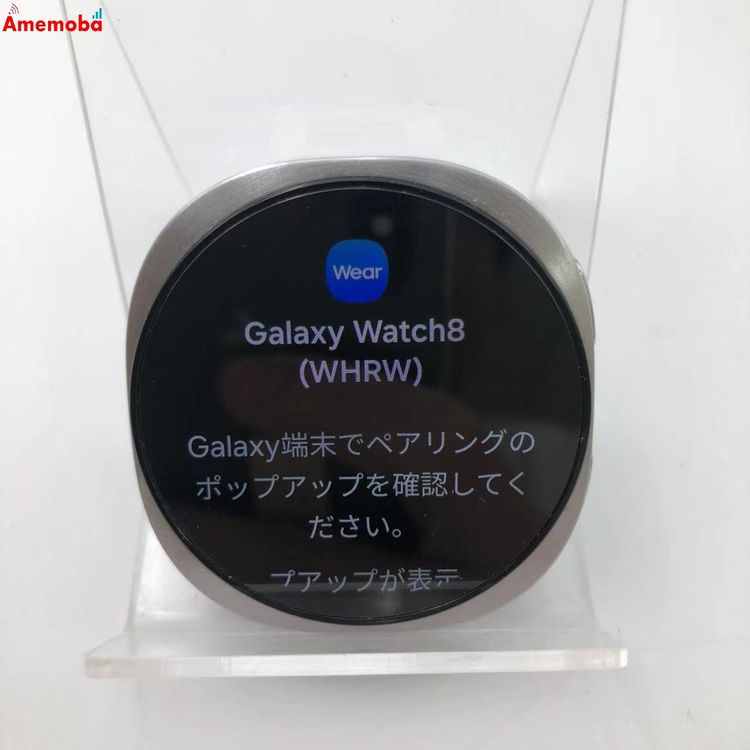 Amemoba
Wear
Galaxy Watch8
(WHRW)
Galaxy端末でペアリングの
ポップアップを確認してく
ださい。
プアップが表示